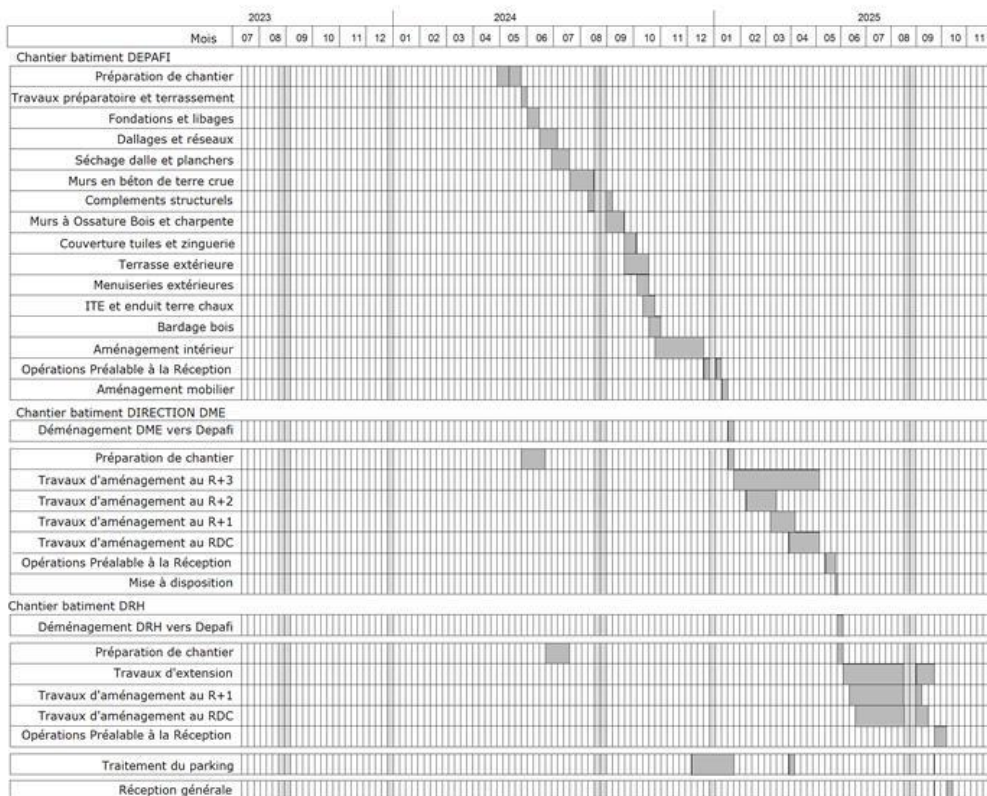 2023 2024 2025
Mois 07 08 09 10 11 12 01 02 03 04 05 06 07 08 09 10 11 12 01 02 03 04 05 06 07 08 09 10 11
Chantier batiment DEPAFI
Préparation de chantier
Travaux préparatoire et terrassement
Fondations et libages
Dallages et réseaux
Séchage dalle et planchers
Murs en béton de terre crue
Complements structurels
Murs à Ossature Bois et charpente
Couverture tuiles et zinguerie
Terrasse extérieure
Menuiseries extérieures
ITE et enduit terre chaux
Bardage bois
Aménagement intérieur
Opérations Préalable à la Réception
Aménagement mobilier
Chantier batiment DIRECTION DME
Déménagement DME vers Depafi
Préparation de chantier
Travaux d'aménagement au R+3
Travaux d'aménagement au R+2
Travaux d'aménagement au R+1
Travaux d'aménagement au RDC
Opérations Préalable à la Réception
Mise à disposition
Chantier batiment DRH
Déménagement DRH vers Depafi
Préparation de chantier
Travaux d'extension
Travaux d'aménagement au R+1
Travaux d'aménagement au RDC
Opérations Préalable à la Réception
Traitement du parking
Réception générale